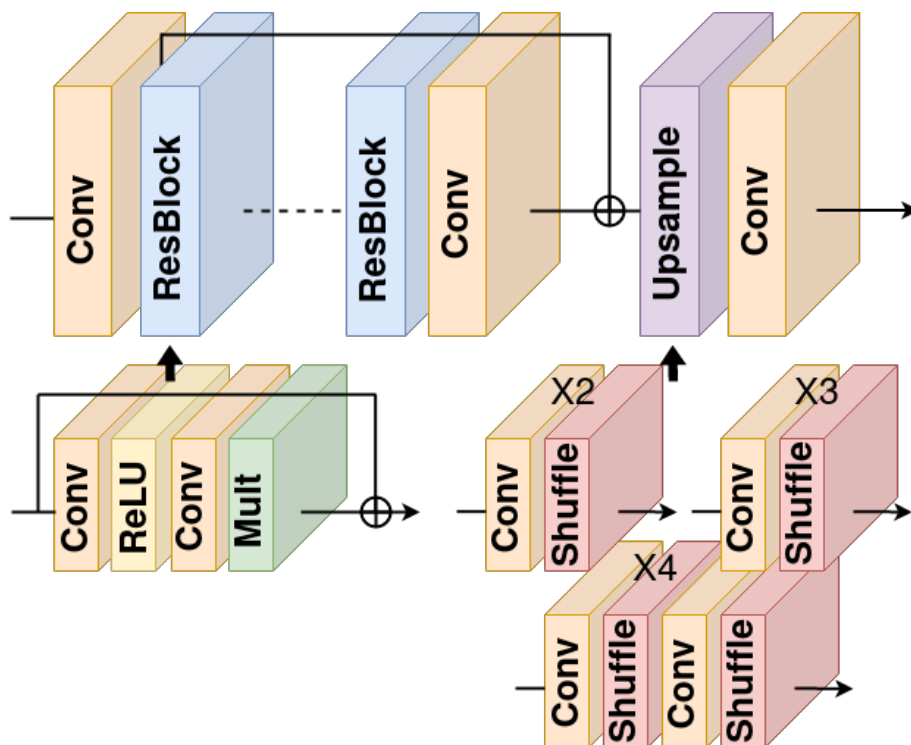 Conv
ResBlock
ResBlock
Conv
Upsample
Conv
Conv
ReLU
Conv
Mult
X2
Conv
Shuffle
X3
Conv
Shuffle
X4
Conv
Shuffle
Conv
Shuffle